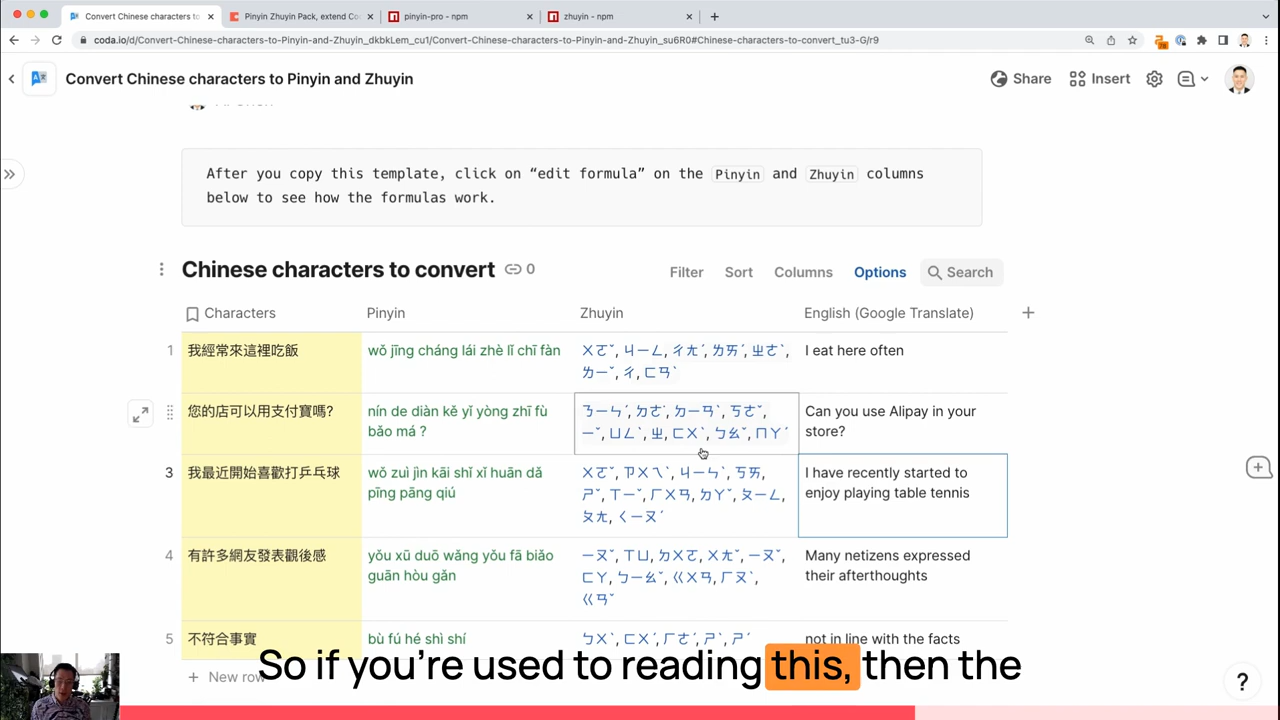 Convert Chinese characters to
Pinyin Zhuyin Pack, extend Co
pinyin-pro - npm
zhuyin - npm
coda.io/d/Convert-Chinese-characters-to-Pinyin-and-Zhuyin_dkbkLem_cu1/Convert-Chinese-characters-to-Pinyin-and-Zhuyin_su6R0#Chinese-characters-to-convert_tu3-G/r9
Convert Chinese characters to Pinyin and Zhuyin
Share
Insert
After you copy this template, click on “edit formula” on the Pinyin and Zhuyin columns
below to see how the formulas work.
Chinese characters to convert 0
Filter Sort Columns Options Search
Characters Pinyin Zhuyin English (Google Translate)
1 我經常來這裡吃飯
wǒ jīng cháng lái zhè lǐ chī fàn
ㄨㄛˇ, ㄐㄧㄥ, ㄔㄤˊ, ㄌㄞˊ, ㄓㄜˋ,
ㄌㄧˇ, ㄔ, ㄈㄢˋ
I eat here often
您的店可以用支付寶嗎?
nín de diàn kě yǐ yòng zhī fù
bǎo má ?
ㄋㄧㄣˊ, ㄉㄜ˙, ㄉㄧㄢˋ, ㄎㄜˇ,
ㄧˇ, ㄩㄥˋ, ㄓ, ㄈㄨˋ, ㄅㄠˇ, ㄇㄚˊ
Can you use Alipay in your
store?
3 我最近開始喜歡打乒乓球
wǒ zuì jìn kāi shǐ xǐ huān dǎ
pīng pāng qiú
ㄨㄛˇ, ㄗㄨㄟˋ, ㄐㄧㄣˋ, ㄎㄞ,
ㄕˇ, ㄒㄧˇ, ㄏㄨㄢ, ㄉㄚˇ, ㄆㄧㄥ,
ㄆㄤ, ㄑㄧㄡˊ
I have recently started to
enjoy playing table tennis
4 有許多網友發表觀後感
yǒu xǔ duō wǎng yǒu fā biǎo
guān hòu gǎn
ㄧㄡˇ, ㄒㄩ, ㄉㄨㄛ, ㄨㄤˇ, ㄧㄡˇ,
ㄈㄚ, ㄅㄧㄠˇ, ㄍㄨㄢ, ㄏㄡˋ,
ㄍㄢˇ
Many netizens expressed
their afterthoughts
5 不符合事實
bù fú hé shì shí
ㄅㄨˋ, ㄈㄨˊ, ㄏㄜˊ, ㄕˋ, ㄕˊ
not in line with the facts
So if you’re used to reading this, then the
+ New row
?